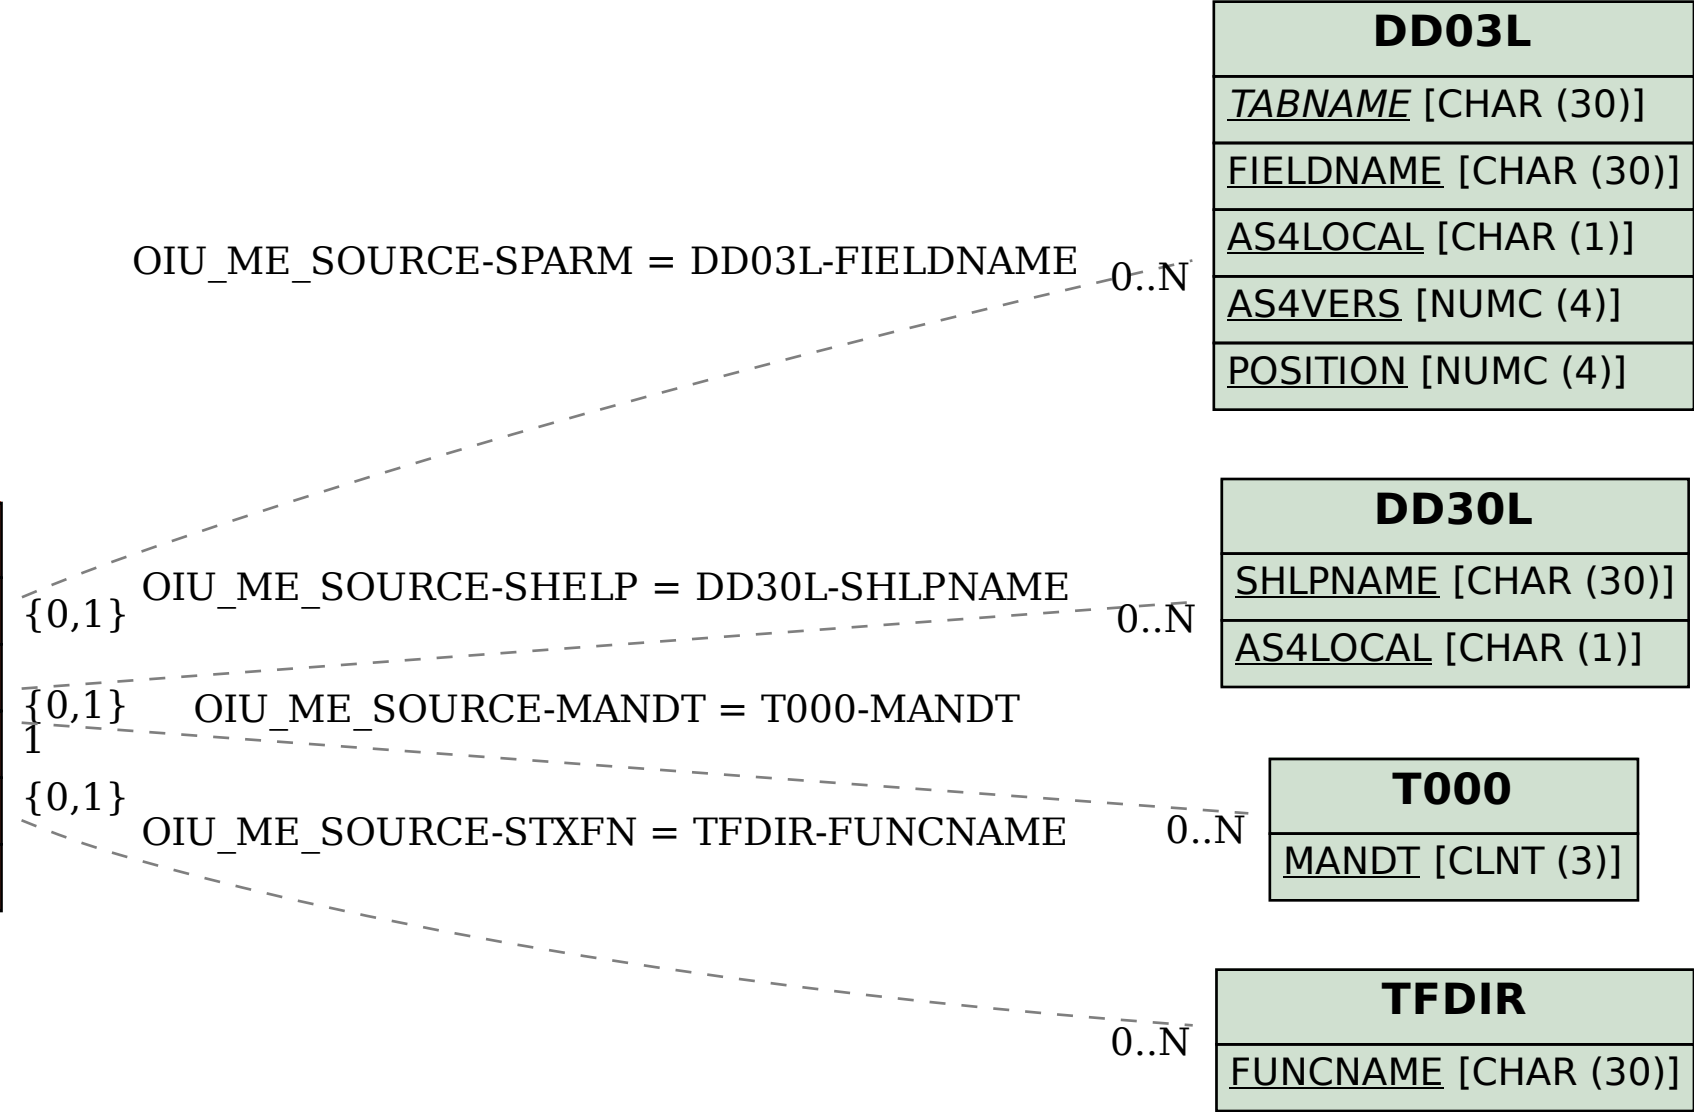 DD03L
TABNAME [CHAR (30)]
FIELDNAME [CHAR (30)]
AS4LOCAL [CHAR (1)]
AS4VERS [NUMC (4)]
POSITION [NUMC (4)]
OIU_ME_SOURCE-SPARM = DD03L-FIELDNAME
0..N
{0,1}
DD30L
SHLPNAME [CHAR (30)]
AS4LOCAL [CHAR (1)]
OIU_ME_SOURCE-SHELP = DD30L-SHLPNAME
0..N
{0,1}
OIU_ME_SOURCE-MANDT = T000-MANDT
1
T000
MANDT [CLNT (3)]
0..N
{0,1}
OIU_ME_SOURCE-STXFN = TFDIR-FUNCNAME
0..N
TFDIR
FUNCNAME [CHAR (30)]